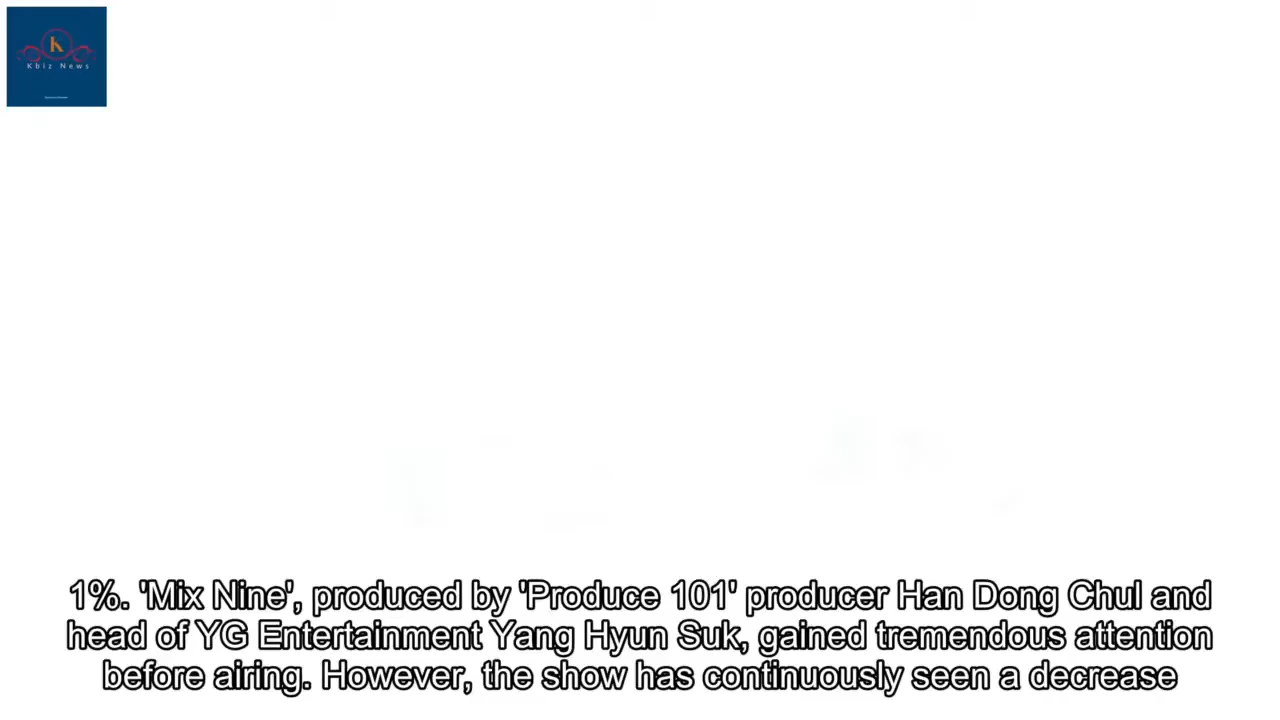 K
Kbiz News
1%. 'Mix Nine', produced by 'Produce 101' producer Han Dong Chul and
head of YG Entertainment Yang Hyun Suk, gained tremendous attention
before airing. However, the show has continuously seen a decrease